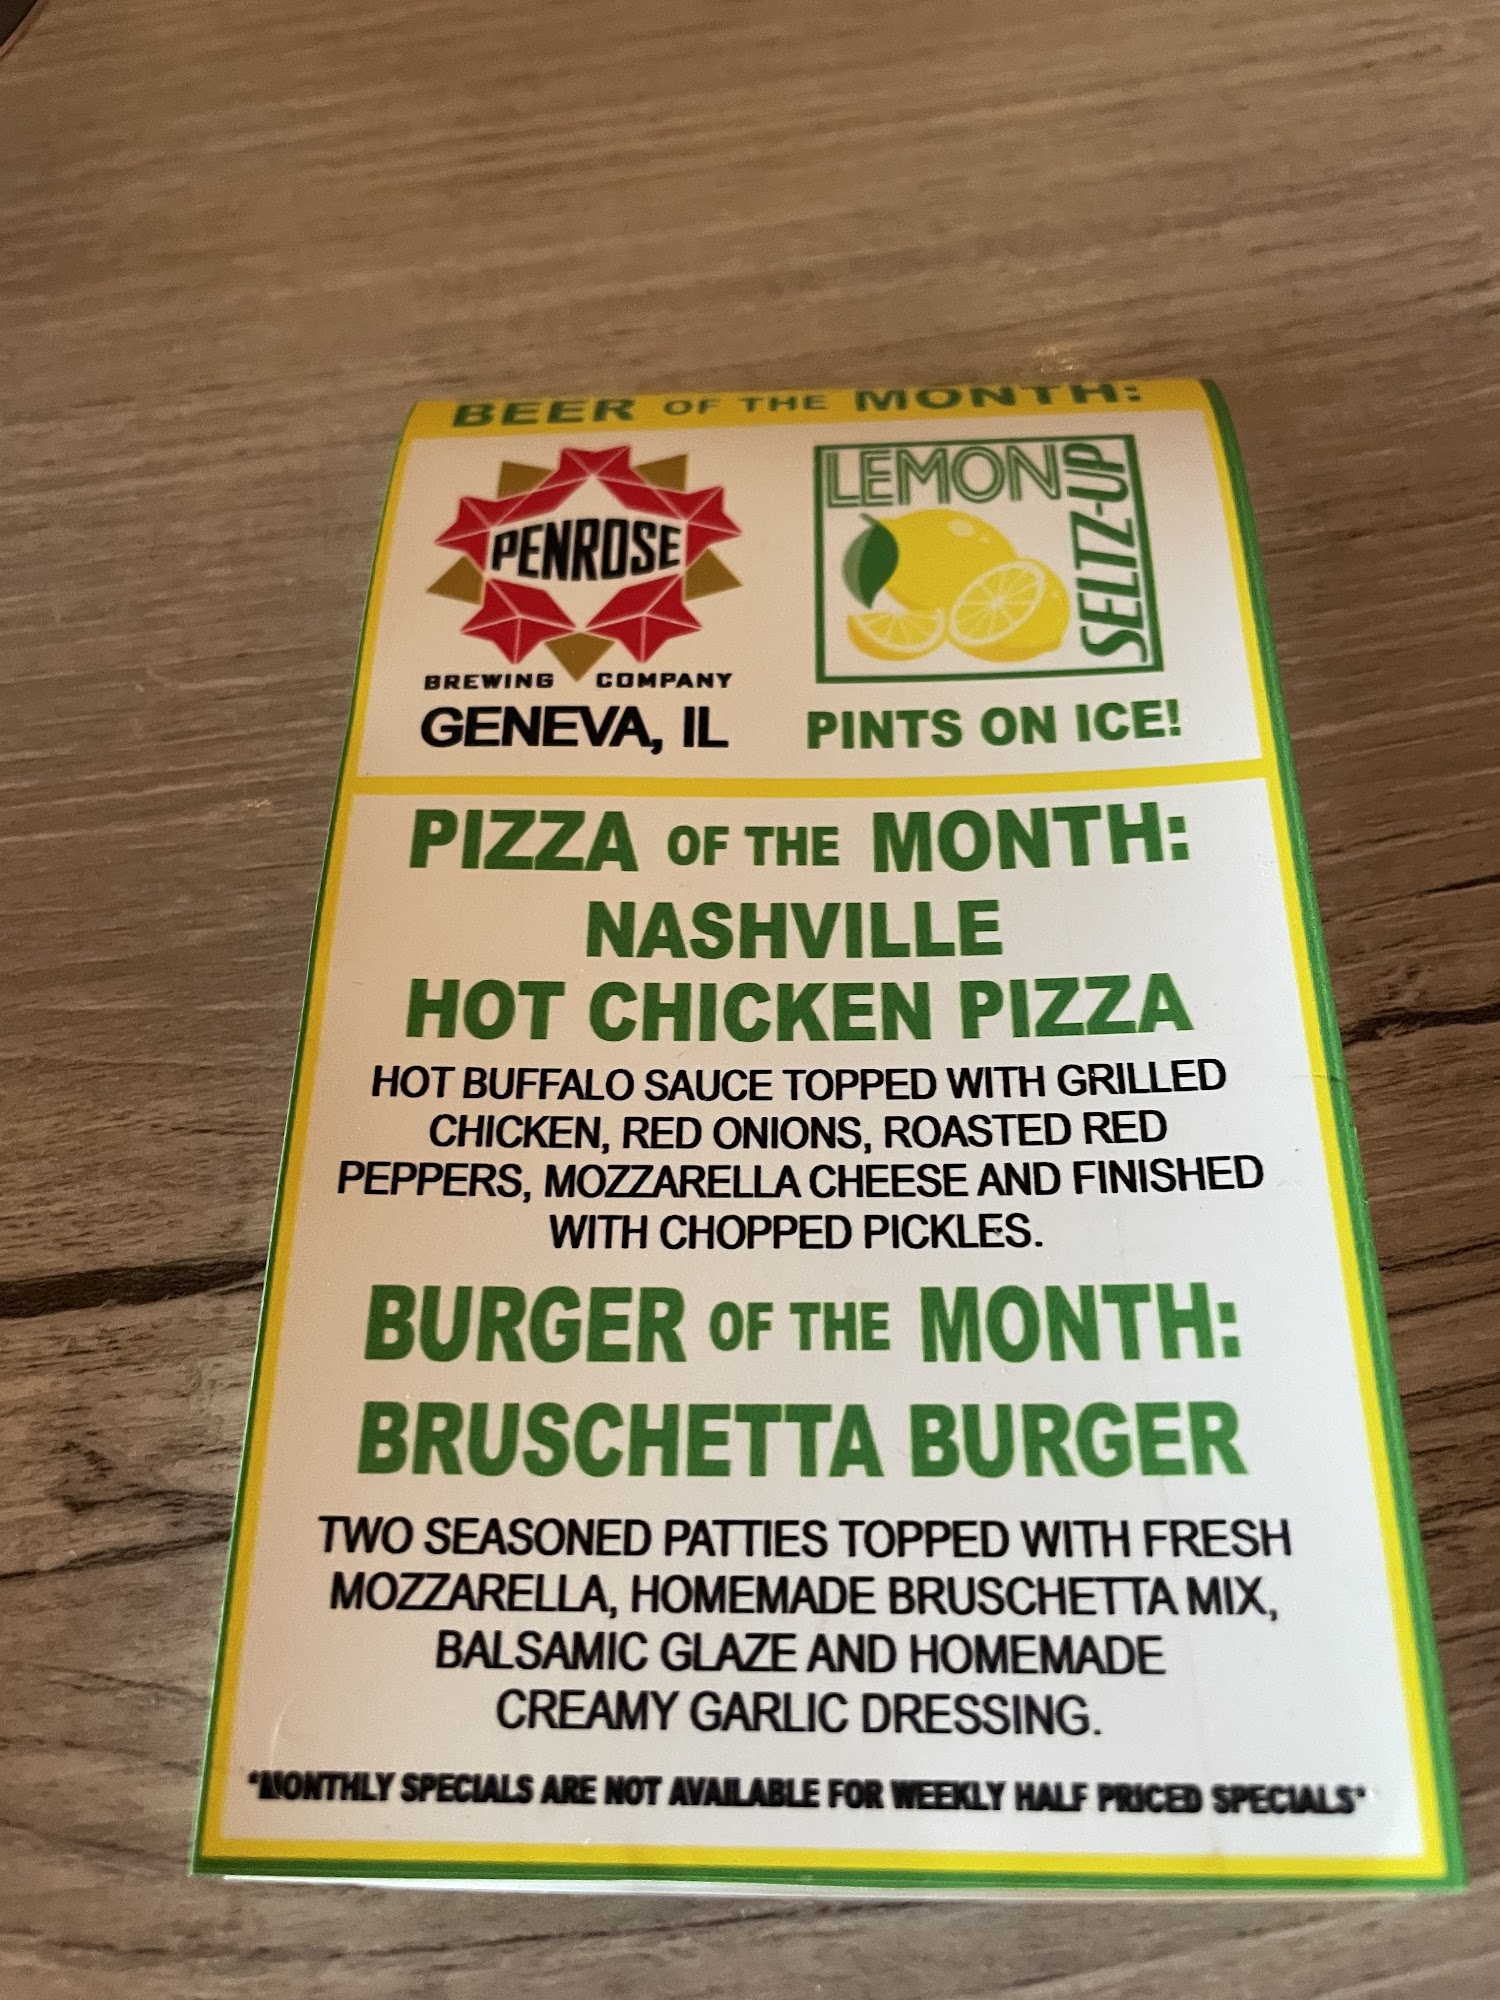 BEER OF THE MONTH:
PENROSE
BREWING COMPANY
GENEVA, IL
LEMON
SELTZ-UP
PINTS ON ICE!
PIZZA OF THE MONTH:
NASHVILLE
HOT CHICKEN PIZZA
HOT BUFFALO SAUCE TOPPED WITH GRILLED
CHICKEN, RED ONIONS, ROASTED RED
PEPPERS, MOZZARELLA CHEESE AND FINISHED
WITH CHOPPED PICKLES.
BURGER OF THE MONTH:
BRUSCHETTA BURGER
TWO SEASONED PATTIES TOPPED WITH FRESH
MOZZARELLA, HOMEMADE BRUSCHETTA MIX,
BALSAMIC GLAZE AND HOMEMADE
CREAMY GARLIC DRESSING.
*MONTHLY SPECIALS ARE NOT AVAILABLE FOR WEEKLY HALF PRICED SPECIALS*